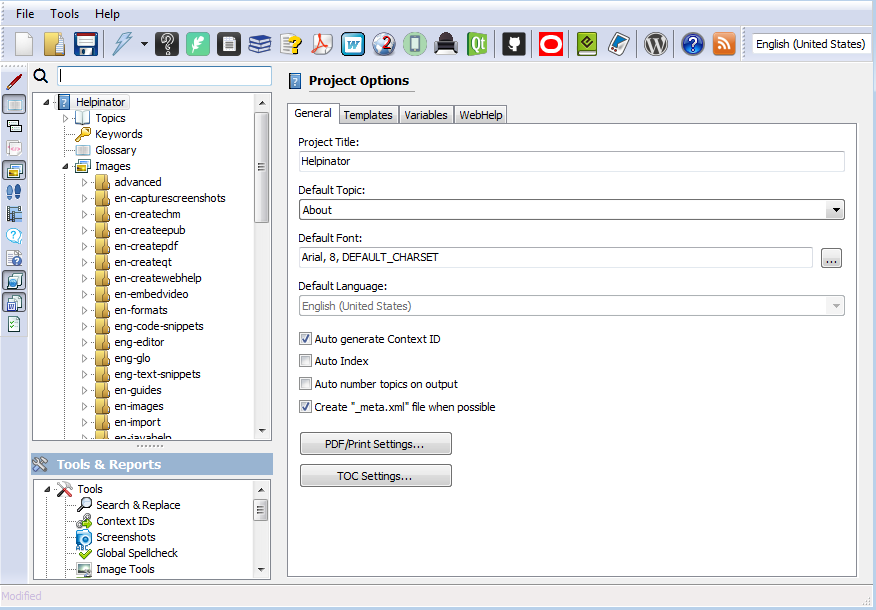 File Tools Help
English (United States)
Helpinator
Topics
Keywords
Glossary
Images
advanced
en-capturescreenshots
en-createchm
en-createepub
en-createpdf
en-createqt
en-createwebhelp
en-embedvideo
en-formats
eng-code-snippets
eng-editor
eng-glo
eng-text-snippets
en-guides
en-images
en-import
en-javahelp
Tools & Reports
Tools
Search & Replace
Context IDs
Screenshots
Global Spellcheck
Image Tools
Project Options
General Templates Variables WebHelp
Project Title:
Helpinator
Default Topic:
About
Default Font:
Arial, 8, DEFAULT_CHARSET
...
Default Language:
English (United States)
Auto generate Context ID
Auto Index
Auto number topics on output
Create "_meta.xml" file when possible
PDF/Print Settings...
TOC Settings...
Modified